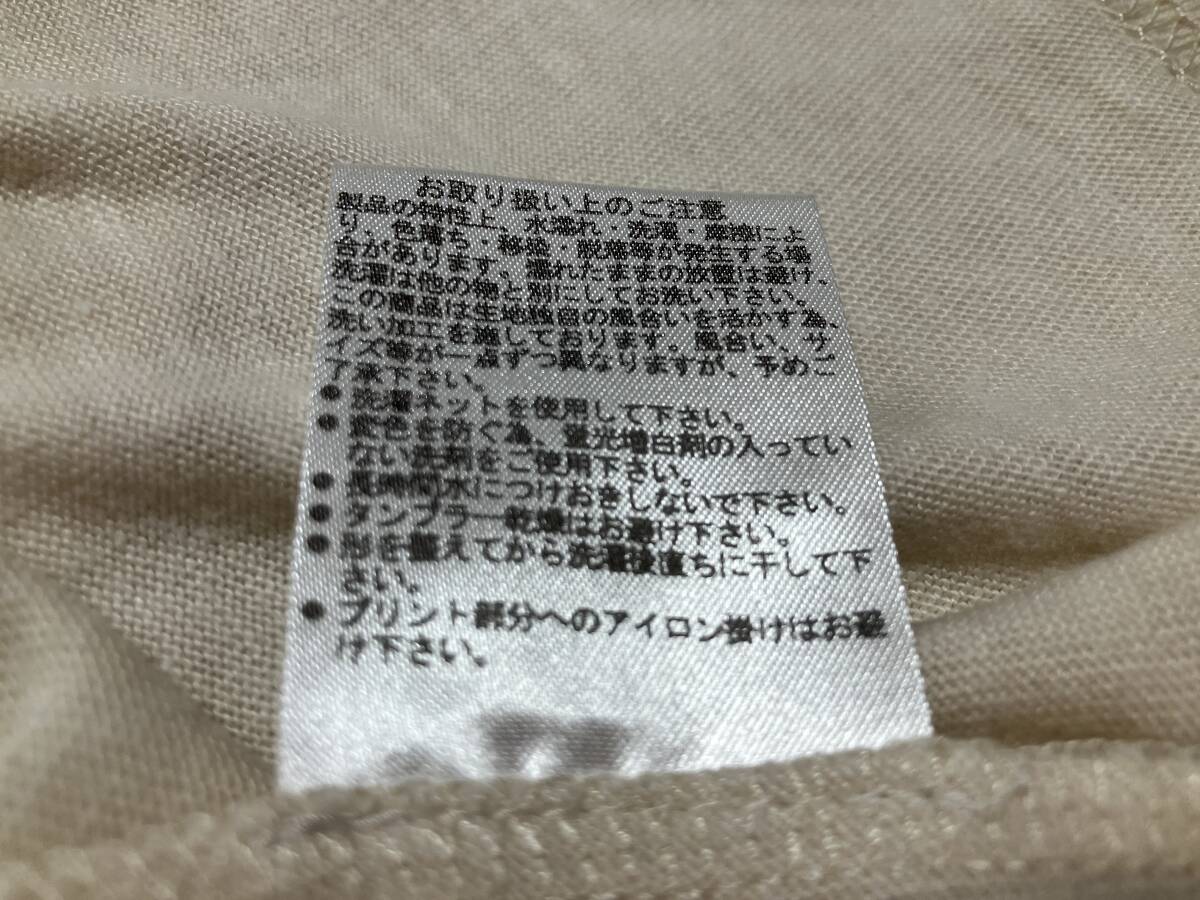 お取り扱い上のご注意
製品の特性上、水濡れ・洗濯・摩擦によ
り、色落ち・移染・脱落等が発生する場
合があります。濡れたままの放置は避け、
洗濯は他の物と別にしてお洗い下さい。
この商品は生地独自の風合いを活かす為、
洗い加工を施しております。風合い、サ
イズ等が一点ずつ異なりますが、予めご
了承下さい。
●洗濯ネットを使用して下さい。
●変色を防ぐ為、蛍光増白剤の入ってい
ない洗剤をご使用下さい。
●長時間水につけおきしないで下さい。
●タンブラー乾燥はお避け下さい。
●形を整えてから洗濯後直ちに干して下
さい。
●プリント部分へのアイロン掛けはお避
け下さい。